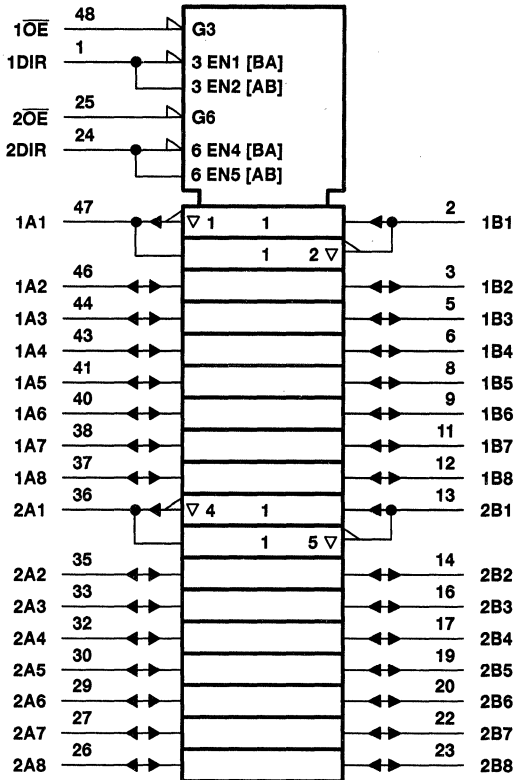 1O̅E̅ 48 G3
1DIR 1 3 EN1 [BA]
3 EN2 [AB]
2O̅E̅ 25 G6
2DIR 24 6 EN4 [BA]
6 EN5 [AB]
1A1 47 ▽ 1 1 2 1B1
1 2 ▽
1A2 46 3 1B2
1A3 44 5 1B3
1A4 43 6 1B4
1A5 41 8 1B5
1A6 40 9 1B6
1A7 38 11 1B7
1A8 37 12 1B8
2A1 36 ▽ 4 1 13 2B1
1 5 ▽
2A2 35 14 2B2
2A3 33 16 2B3
2A4 32 17 2B4
2A5 30 19 2B5
2A6 29 20 2B6
2A7 27 22 2B7
2A8 26 23 2B8